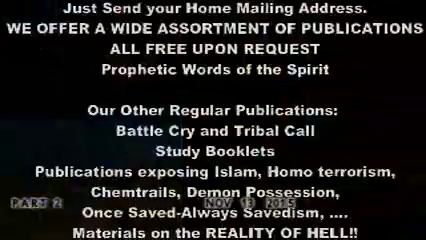 Just Send your Home Mailing Address.
WE OFFER A WIDE ASSORTMENT OF PUBLICATIONS
ALL FREE UPON REQUEST
Prophetic Words of the Spirit
Our Other Regular Publications:
Battle Cry and Tribal Call
Study Booklets
Publications exposing Islam, Homo terrorism,
Chemtrails, Demon Possession,
PART 2
NOV 13 2015
Once Saved-Always Savedism, ....
Materials on the REALITY OF HELL!!